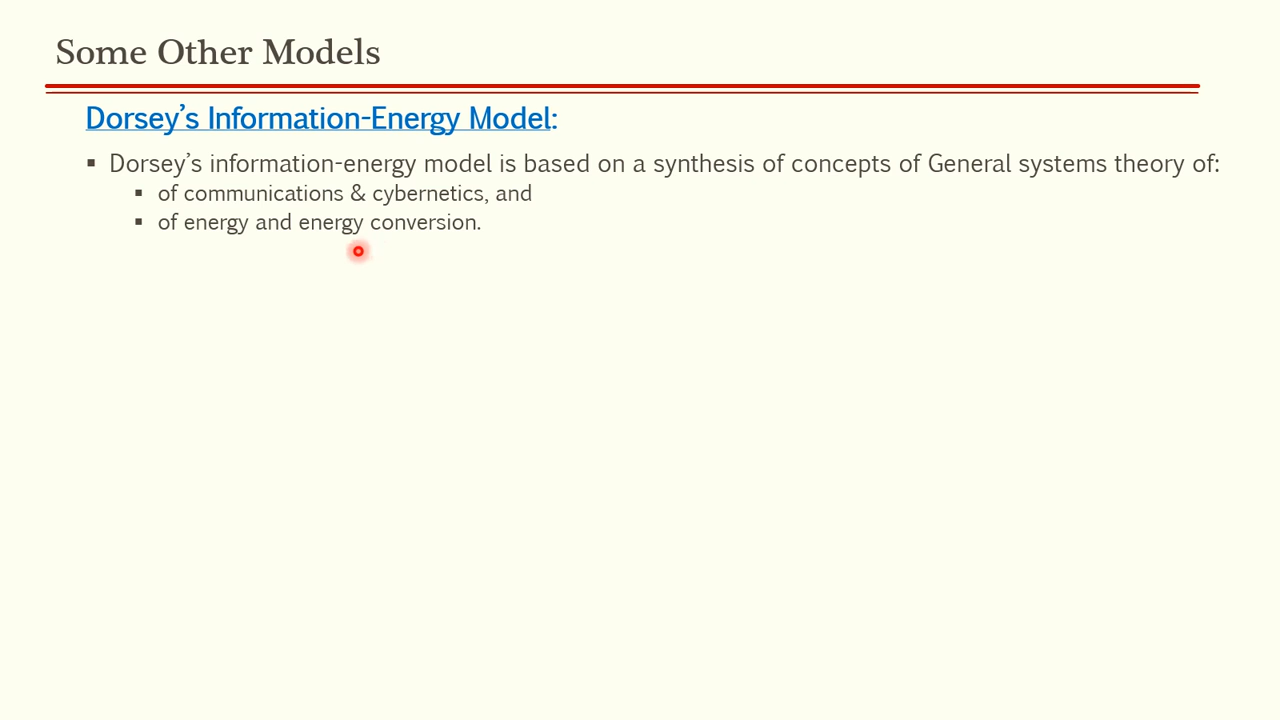 Some Other Models
Dorsey’s Information-Energy Model:
▪ Dorsey’s information-energy model is based on a synthesis of concepts of General systems theory of:
▪ of communications & cybernetics, and
▪ of energy and energy conversion.